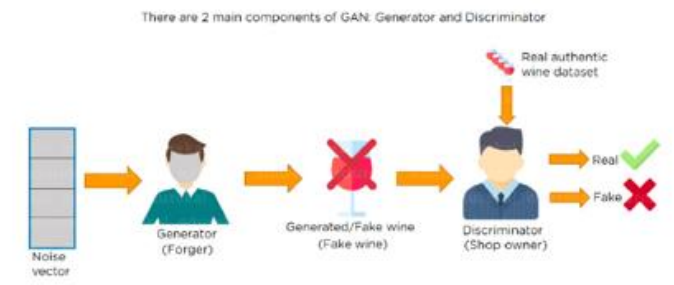 There are 2 main components of GAN: Generator and Discriminator
Real authentic
wine dataset
Real
Fake
Generator
(Forger)
Generated/Fake wine
(Fake wine)
Discriminator
(Shop owner)
Noise
vector